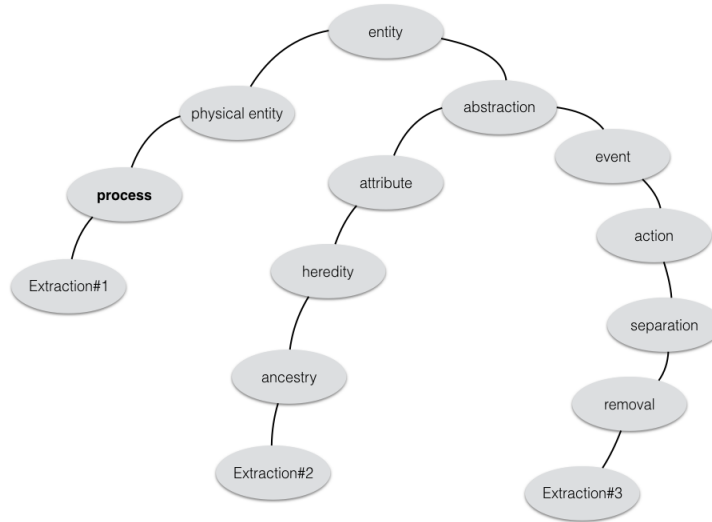 entity
physical entity
abstraction
process
attribute
event
Extraction#1
heredity
action
ancestry
separation
Extraction#2
removal
Extraction#3